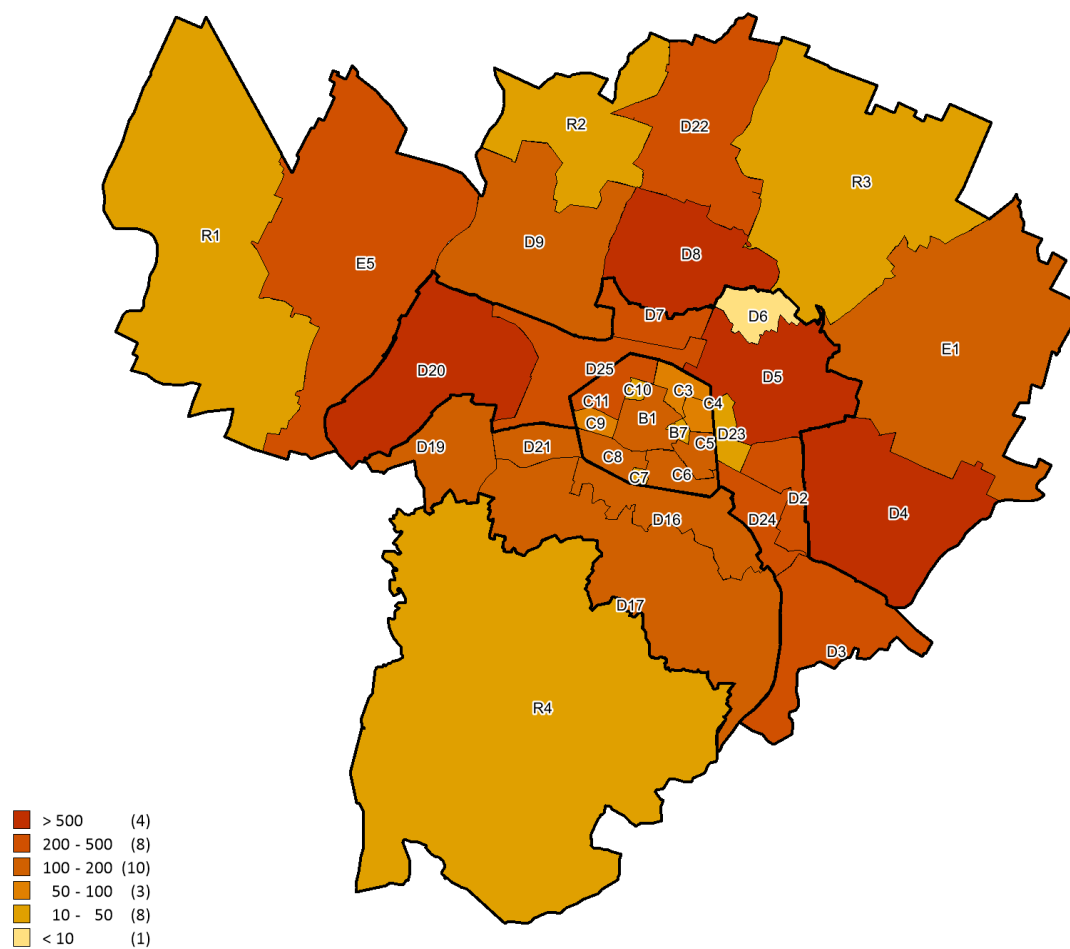 R2
D22
R3
R1
D9
E5
D8
D7
D6
E1
D20
D25
D5
C10
C3
C11
C4
B1
C9
B7
D23
C5
D19
D21
C8
C7
C6
D2
D16
D24
D4
D17
D3
R4
> 500 (4)
200 - 500 (8)
100 - 200 (10)
50 - 100 (3)
10 - 50 (8)
< 10 (1)